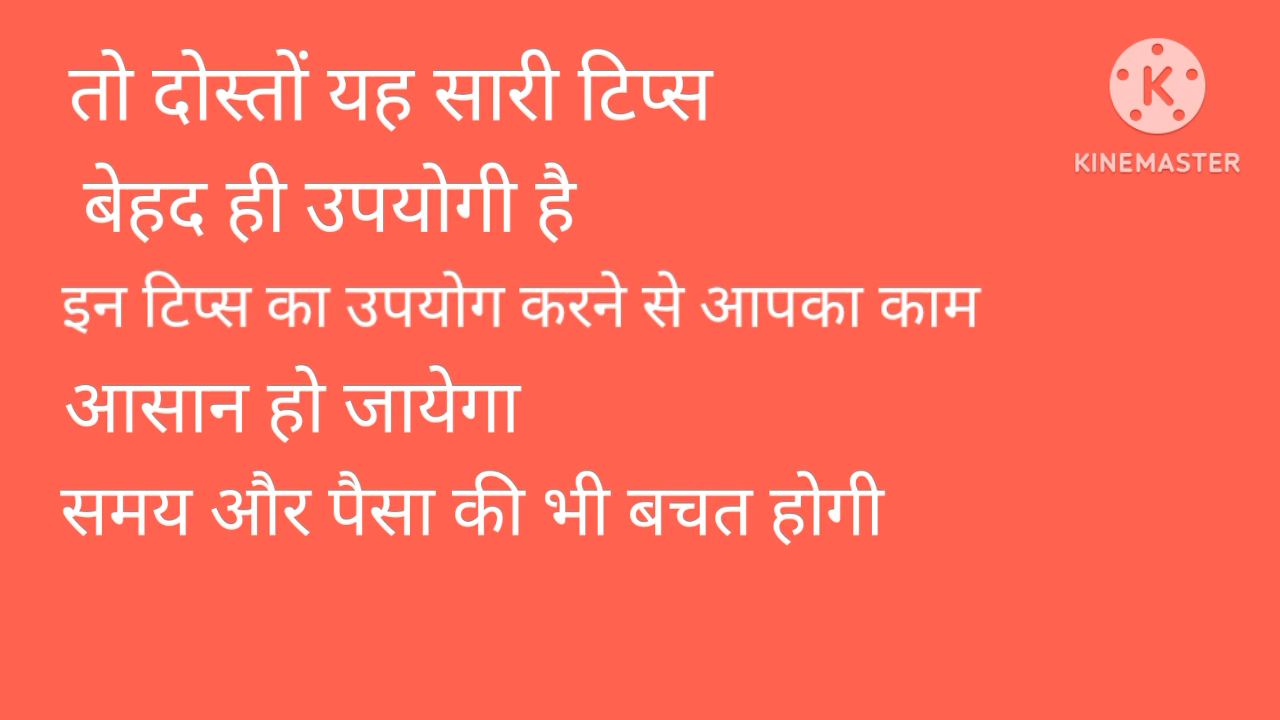 तो दोस्तों यह सारी टिप्स
बेहद ही उपयोगी है
इन टिप्स का उपयोग करने से आपका काम
आसान हो जायेगा
समय और पैसा की भी बचत होगी
K
KINEMASTER